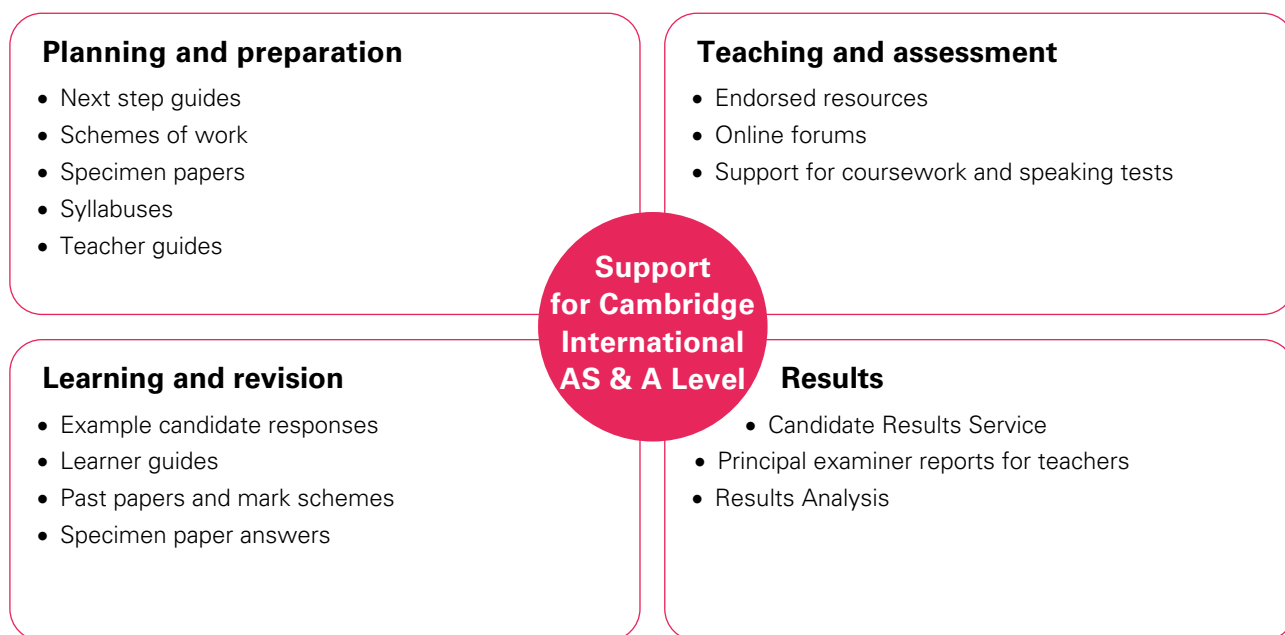 Planning and preparation
• Next step guides
• Schemes of work
• Specimen papers
• Syllabuses
• Teacher guides
Teaching and assessment
• Endorsed resources
• Online forums
• Support for coursework and speaking tests
Support
for Cambridge
International
AS & A Level
Learning and revision
• Example candidate responses
• Learner guides
• Past papers and mark schemes
• Specimen paper answers
Results
• Candidate Results Service
• Principal examiner reports for teachers
• Results Analysis